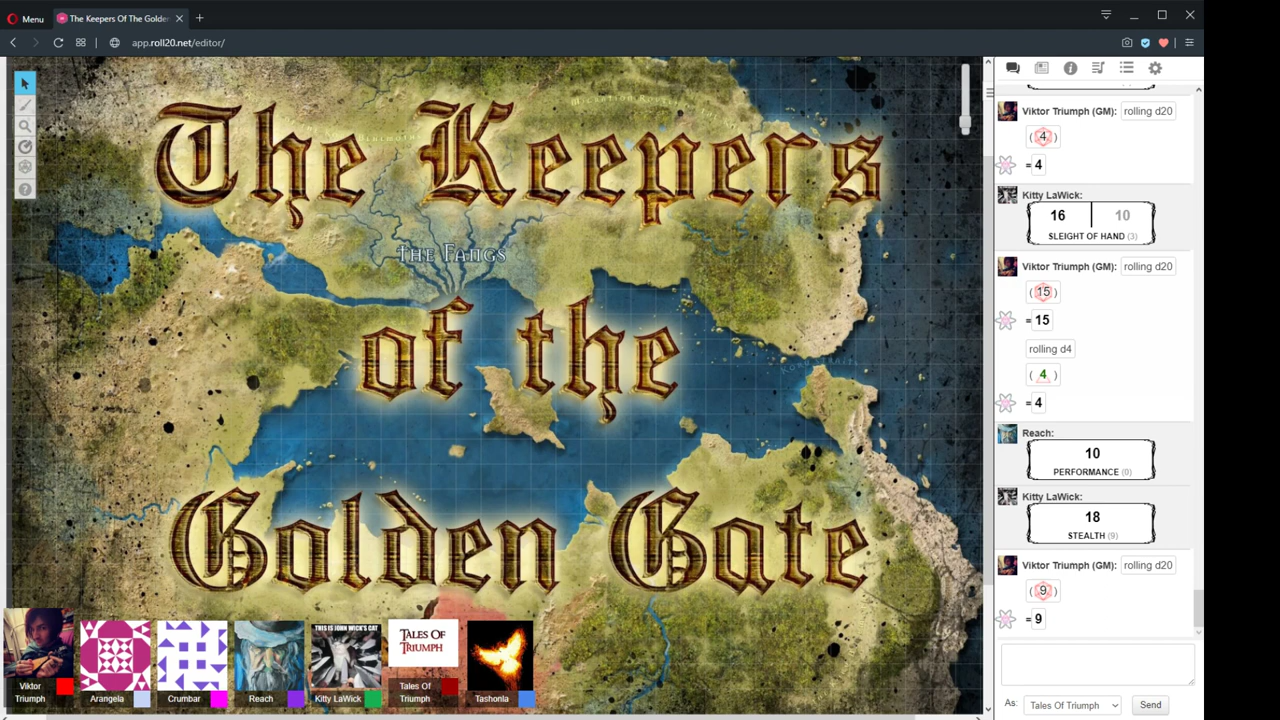 Menu
The Keepers Of The Golde
app.roll20.net/editor/
The Keepers
The Fangs
of the
Golden Gate
THIS IS JOHN WICK'S CAT
TALES OF
TRIUMPH
Viktor
Triumph
Arangela
Crumbar
Reach
Kitty LaWick
Tales Of
Triumph
Tashonla
Viktor Triumph (GM): rolling d20
( 4 )
= 4
Kitty LaWick:
16 10
SLEIGHT OF HAND (3)
Viktor Triumph (GM): rolling d20
( 15 )
= 15
rolling d4
( 4 )
= 4
Reach:
10
PERFORMANCE (0)
Kitty LaWick:
18
STEALTH (9)
Viktor Triumph (GM): rolling d20
( 9 )
= 9
As: Tales Of Triumph Send